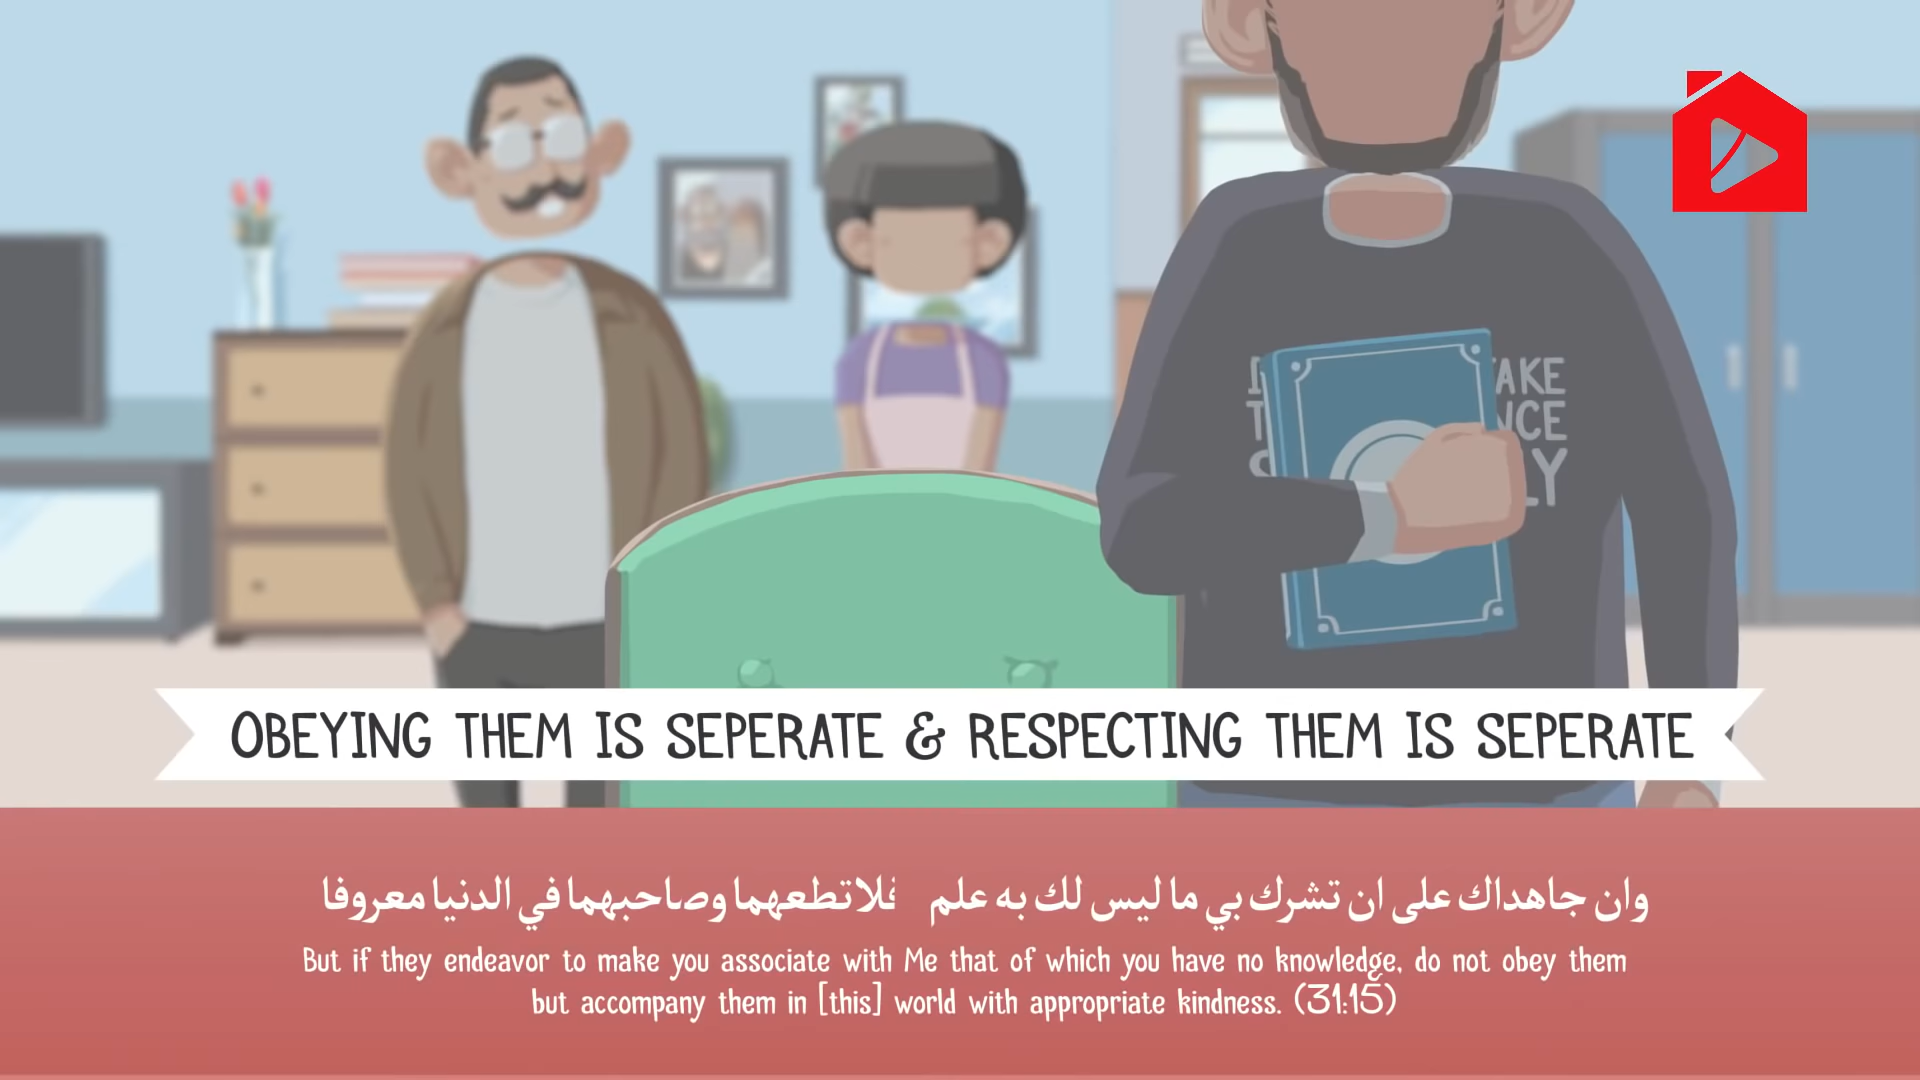 AKE
NCE
LY
OBEYING THEM IS SEPERATE & RESPECTING THEM IS SEPERATE
وان جاهداك على ان تشرك بي ما ليس لك به علم فلا تطعهما وصاحبهما في الدنيا معروفا
But if they endeavor to make you associate with Me that of which you have no knowledge, do not obey them
but accompany them in [this] world with appropriate kindness. (31:15)